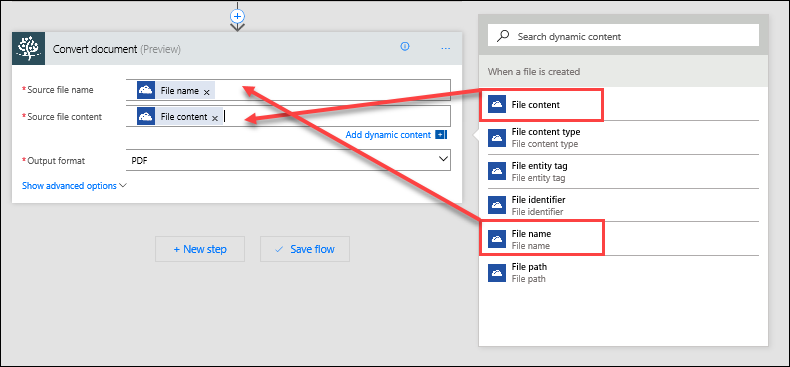 Convert document (Preview)
* Source file name
File name ×
* Source file content
File content ×
Add dynamic content
* Output format
PDF
Show advanced options
+ New step
Save flow
Search dynamic content
When a file is created
File content
File content type
File content type
File entity tag
File entity tag
File identifier
File identifier
File name
File name
File path
File path